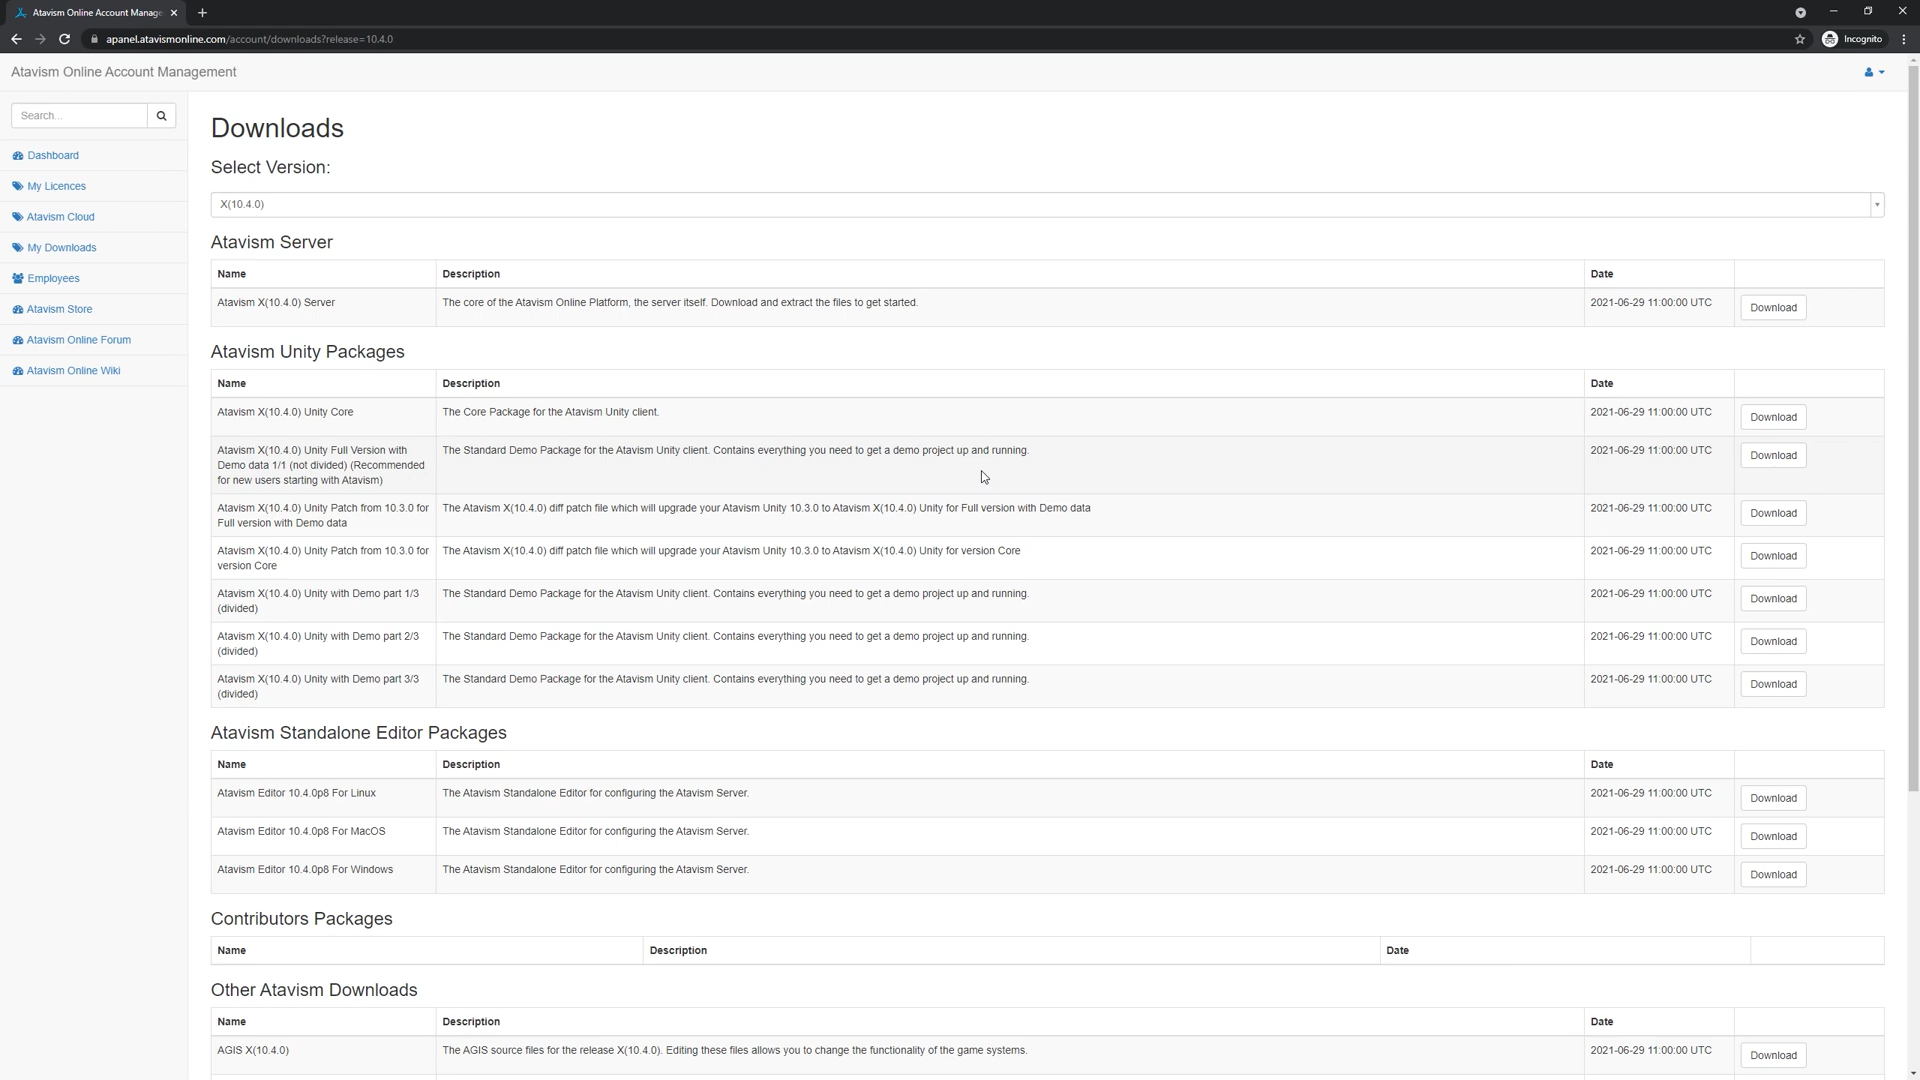 Atavism Online Account Manage
Incognito
apanel.atavismonline.com/account/downloads?release=10.4.0
Atavism Online Account Management
Search...
Dashboard
My Licences
Atavism Cloud
My Downloads
Employees
Atavism Store
Atavism Online Forum
Atavism Online Wiki
Downloads
Select Version:
X(10.4.0)
Atavism Server
Name Description Date
Atavism X(10.4.0) Server The core of the Atavism Online Platform, the server itself. Download and extract the files to get started. 2021-06-29 11:00:00 UTC Download
Atavism Unity Packages
Name Description Date
Atavism X(10.4.0) Unity Core The Core Package for the Atavism Unity client. 2021-06-29 11:00:00 UTC Download
Atavism X(10.4.0) Unity Full Version with
Demo data 1/1 (not divided) (Recommended
for new users starting with Atavism)
The Standard Demo Package for the Atavism Unity client. Contains everything you need to get a demo project up and running. 2021-06-29 11:00:00 UTC Download
Atavism X(10.4.0) Unity Patch from 10.3.0 for
Full version with Demo data
The Atavism X(10.4.0) diff patch file which will upgrade your Atavism Unity 10.3.0 to Atavism X(10.4.0) Unity for Full version with Demo data 2021-06-29 11:00:00 UTC Download
Atavism X(10.4.0) Unity Patch from 10.3.0 for
version Core
The Atavism X(10.4.0) diff patch file which will upgrade your Atavism Unity 10.3.0 to Atavism X(10.4.0) Unity for version Core 2021-06-29 11:00:00 UTC Download
Atavism X(10.4.0) Unity with Demo part 1/3
(divided)
The Standard Demo Package for the Atavism Unity client. Contains everything you need to get a demo project up and running. 2021-06-29 11:00:00 UTC Download
Atavism X(10.4.0) Unity with Demo part 2/3
(divided)
The Standard Demo Package for the Atavism Unity client. Contains everything you need to get a demo project up and running. 2021-06-29 11:00:00 UTC Download
Atavism X(10.4.0) Unity with Demo part 3/3
(divided)
The Standard Demo Package for the Atavism Unity client. Contains everything you need to get a demo project up and running. 2021-06-29 11:00:00 UTC Download
Atavism Standalone Editor Packages
Name Description Date
Atavism Editor 10.4.0p8 For Linux The Atavism Standalone Editor for configuring the Atavism Server. 2021-06-29 11:00:00 UTC Download
Atavism Editor 10.4.0p8 For MacOS The Atavism Standalone Editor for configuring the Atavism Server. 2021-06-29 11:00:00 UTC Download
Atavism Editor 10.4.0p8 For Windows The Atavism Standalone Editor for configuring the Atavism Server. 2021-06-29 11:00:00 UTC Download
Contributors Packages
Name Description Date
Other Atavism Downloads
Name Description Date
AGIS X(10.4.0) The AGIS source files for the release X(10.4.0). Editing these files allows you to change the functionality of the game systems. 2021-06-29 11:00:00 UTC Download